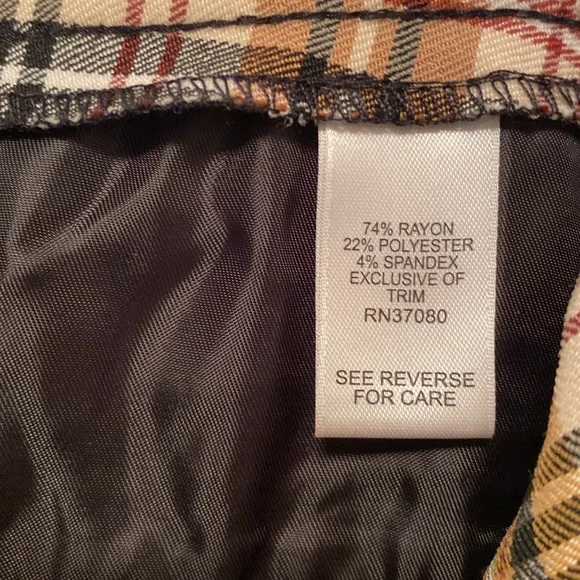 74% RAYON
22% POLYESTER
4% SPANDEX
EXCLUSIVE OF
TRIM
RN37080
SEE REVERSE
FOR CARE